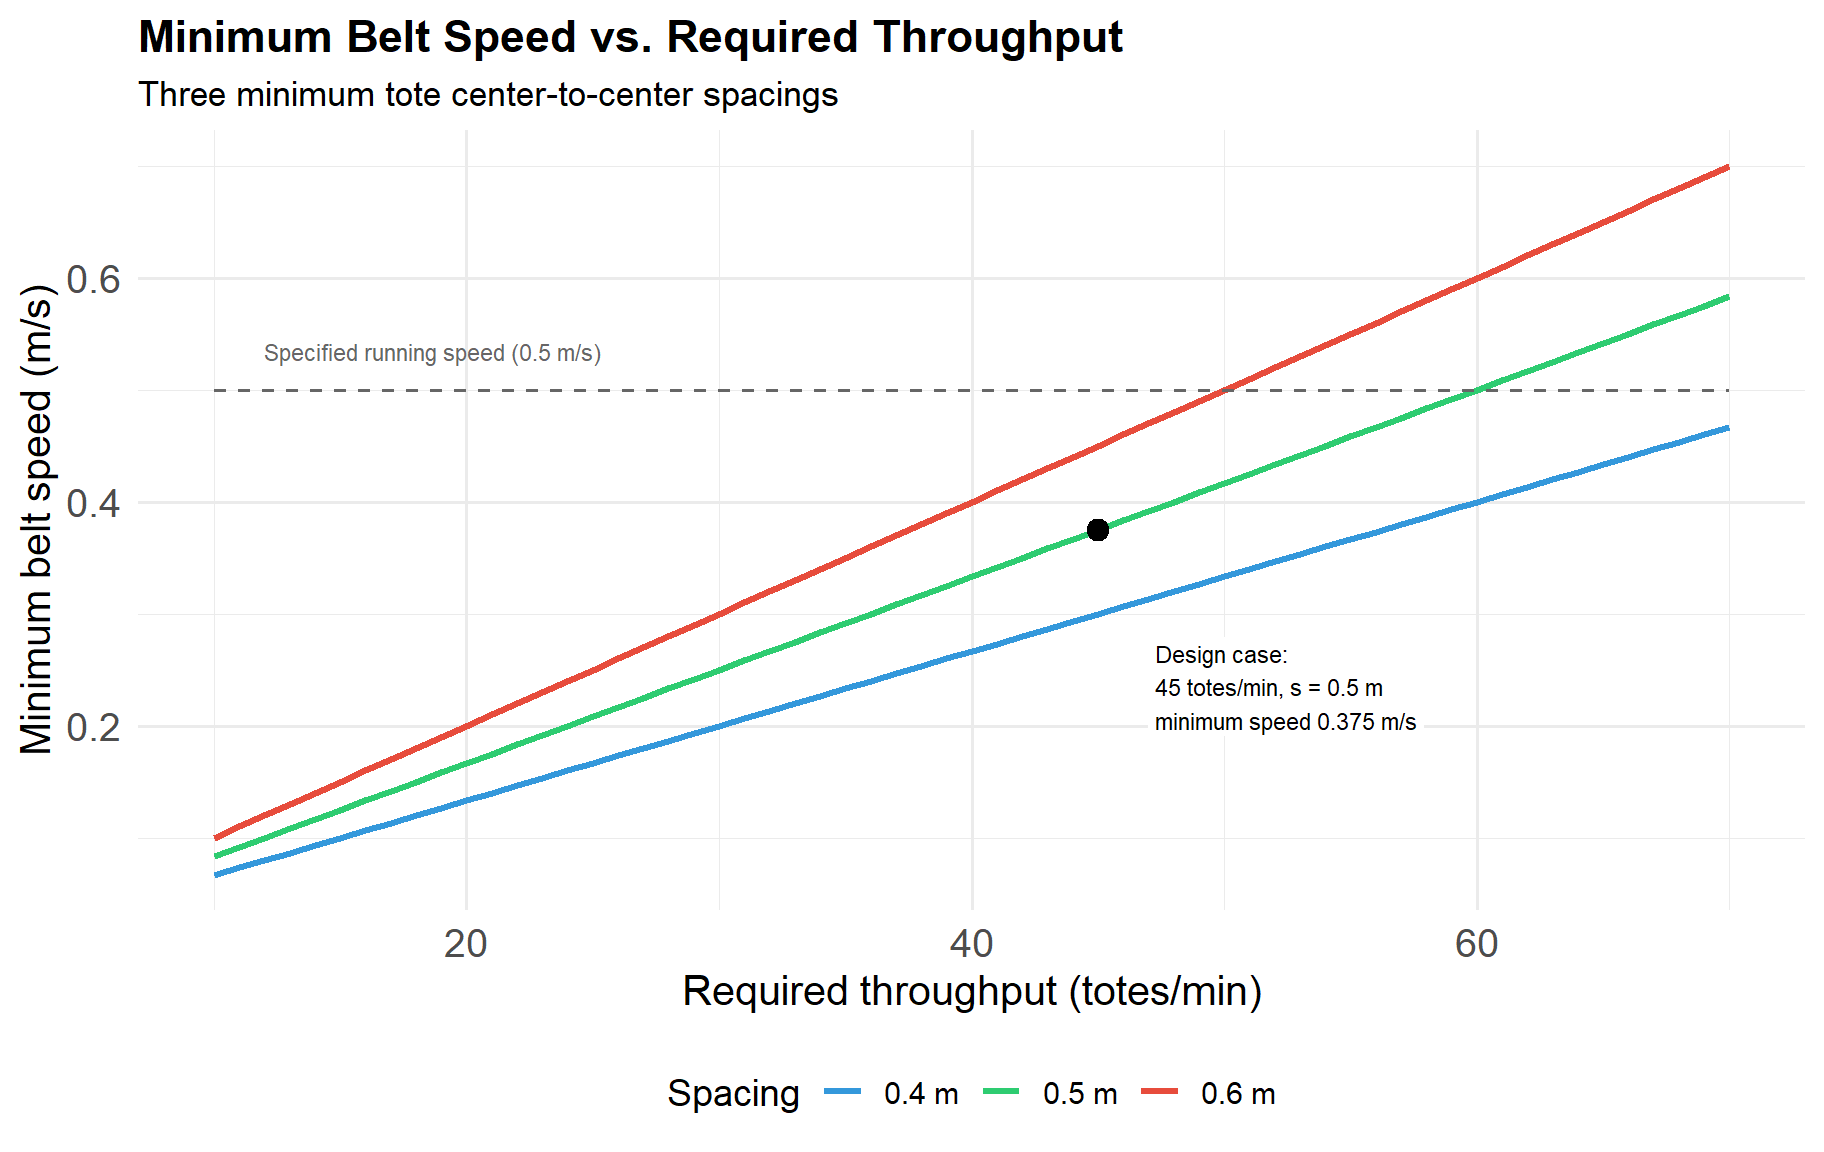 Minimum Belt Speed vs. Required Throughput
Three minimum tote center-to-center spacings
Minimum belt speed (m/s)
0.6
0.4
0.2
Specified running speed (0.5 m/s)
Design case:
45 totes/min, s = 0.5 m
minimum speed 0.375 m/s
20 40 60
Required throughput (totes/min)
Spacing 0.4 m 0.5 m 0.6 m